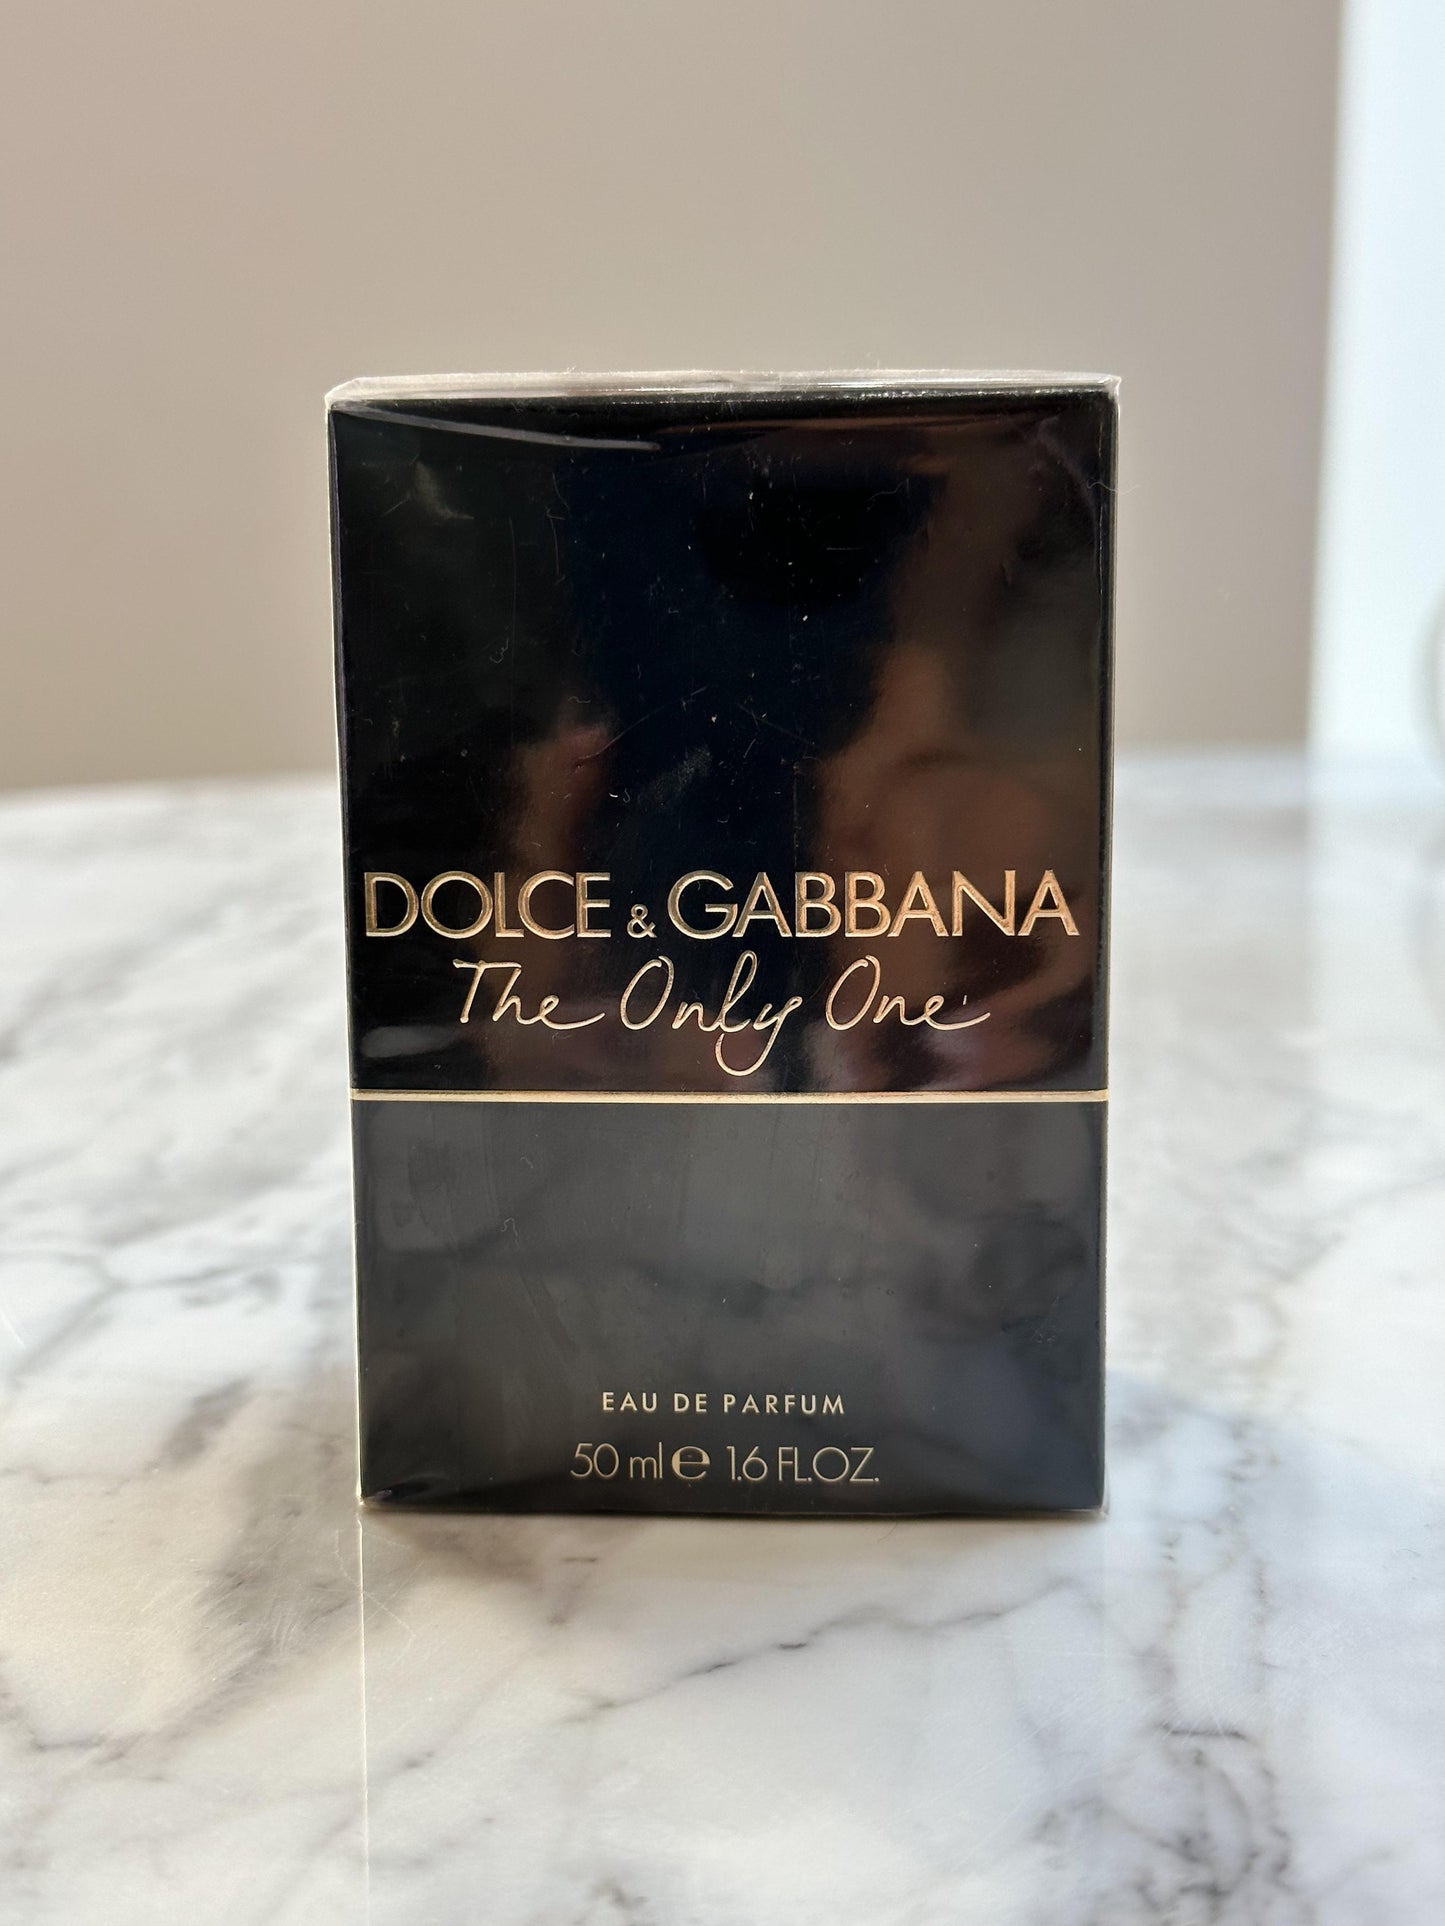 DOLCE & GABBANA
The Only One
EAU DE PARFUM
50 ml ℮ 1.6 FL.OZ.